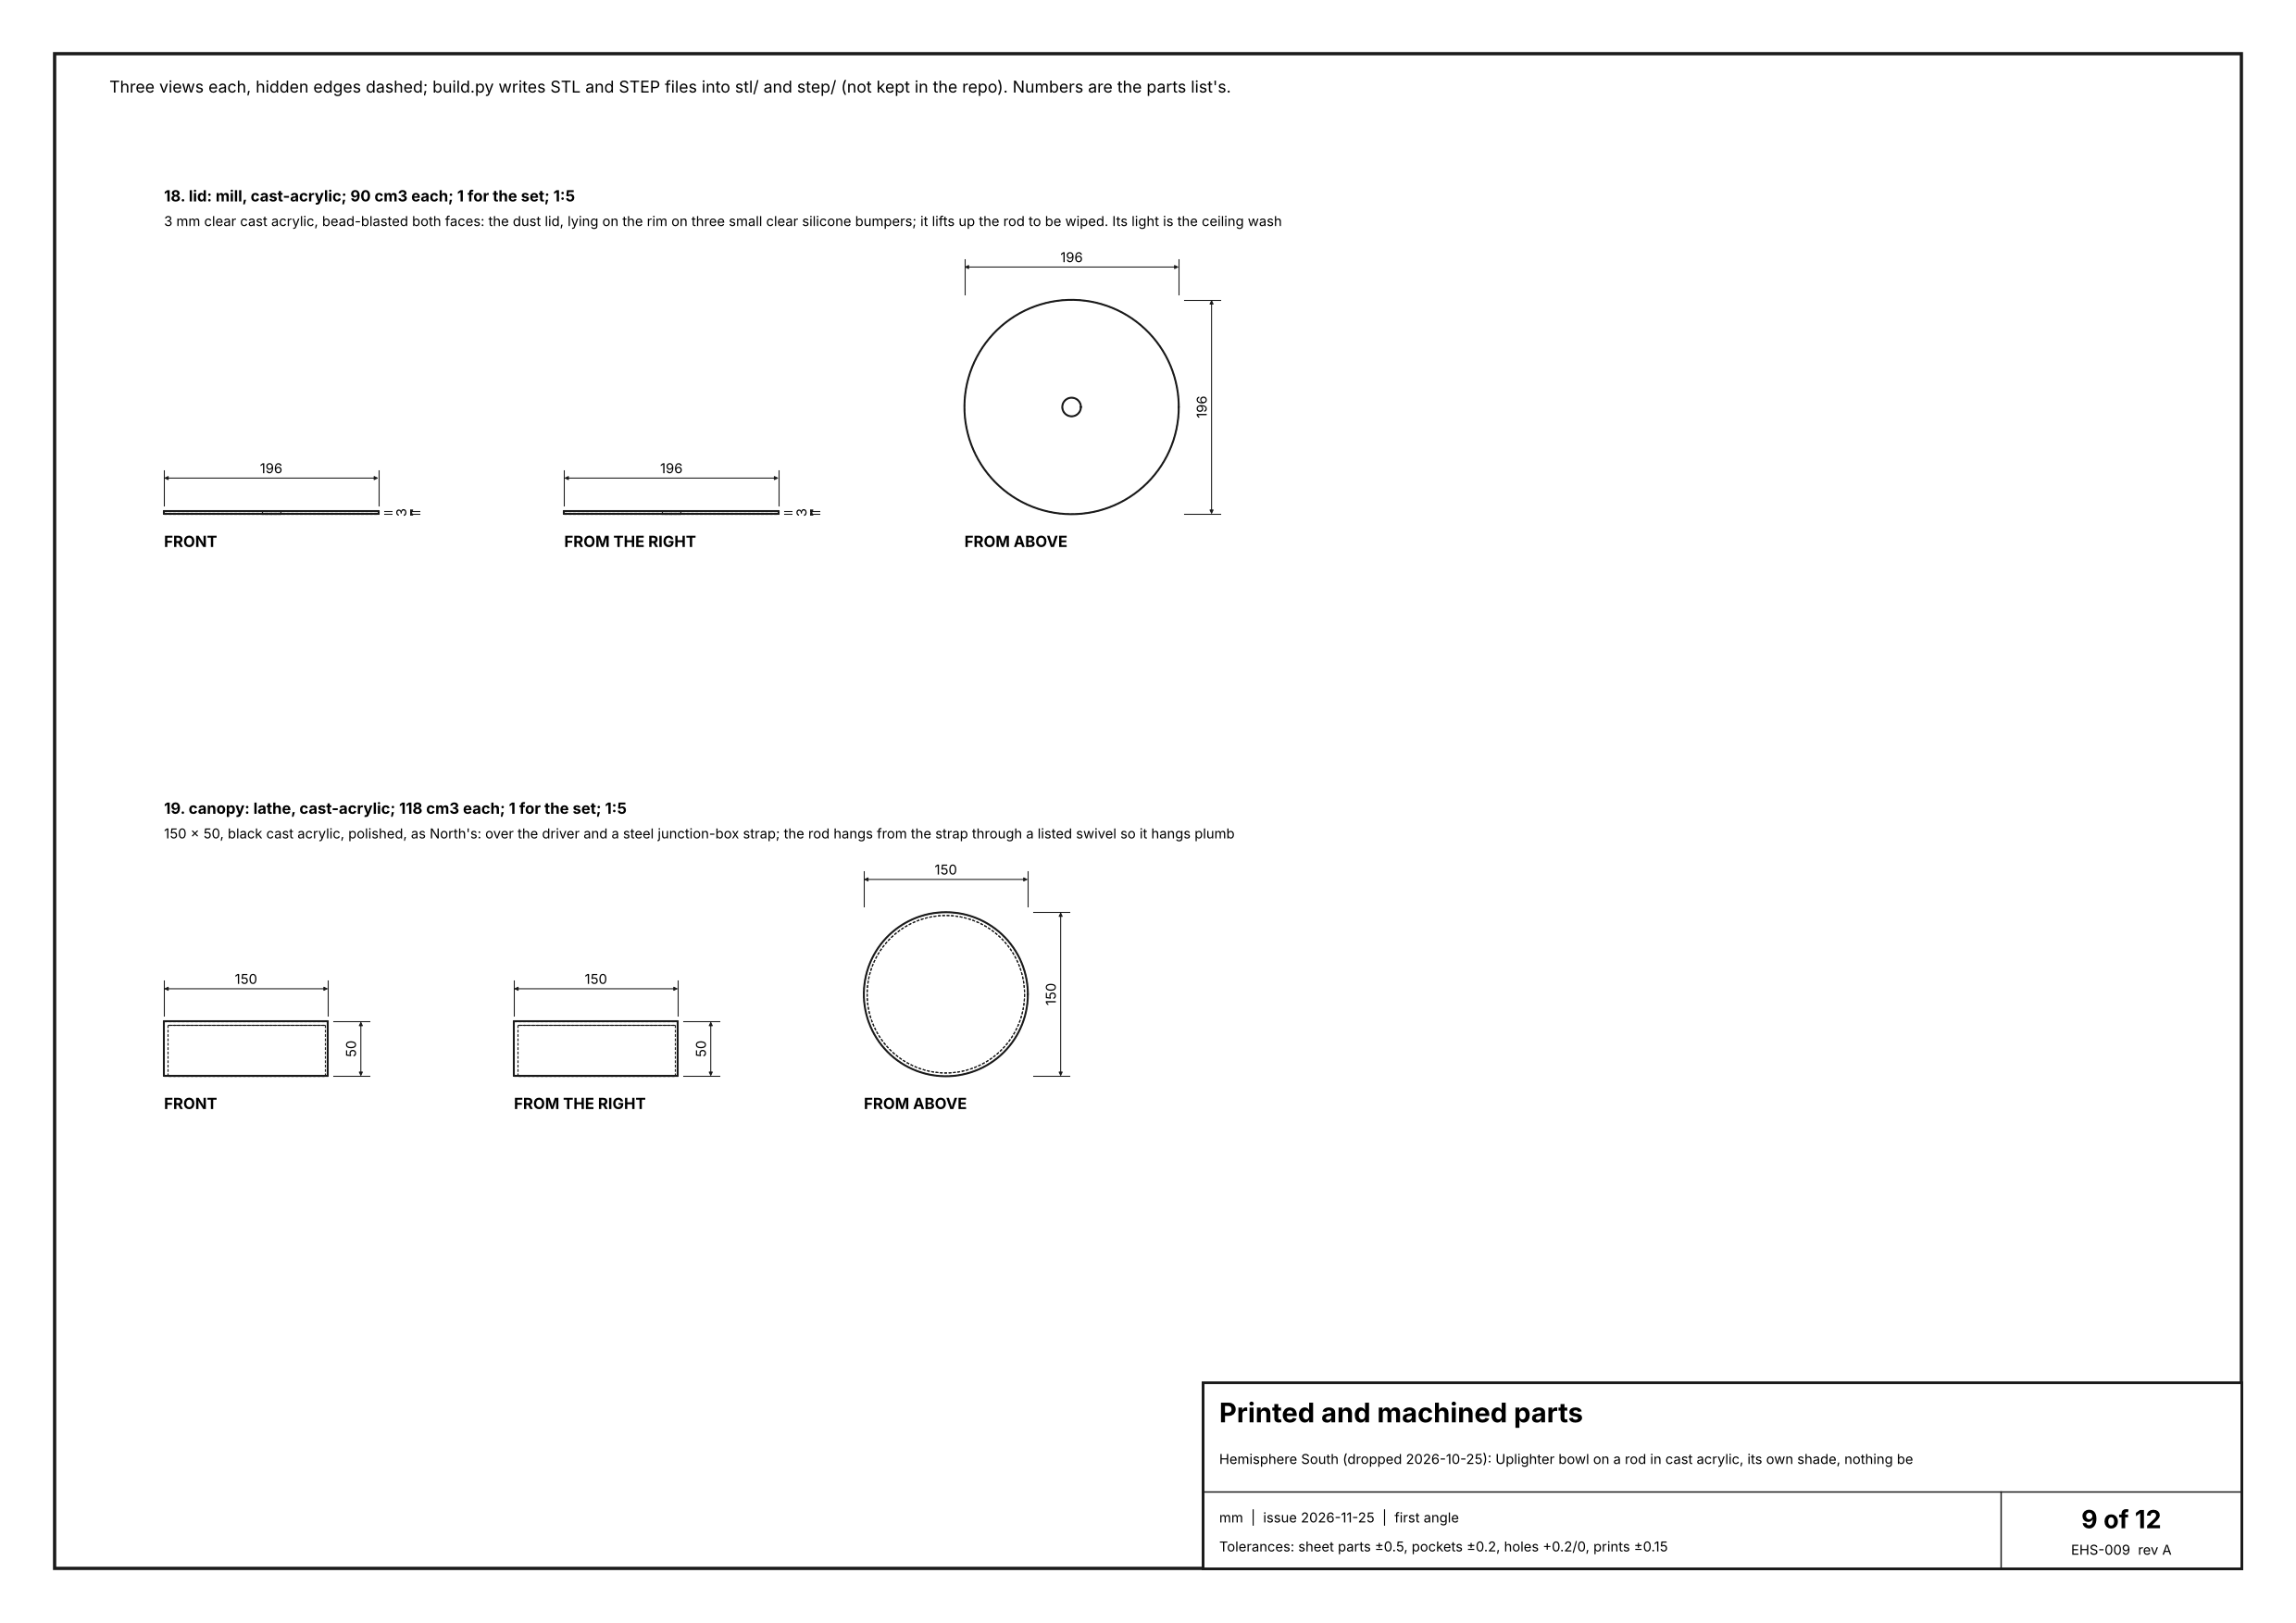 Three views each, hidden edges dashed; build.py writes STL and STEP files into stl/ and step/ (not kept in the repo). Numbers are the parts list's.
18. lid: mill, cast-acrylic; 90 cm3 each; 1 for the set; 1:5
3 mm clear cast acrylic, bead-blasted both faces: the dust lid, lying on the rim on three small clear silicone bumpers; it lifts up the rod to be wiped. Its light is the ceiling wash
196
196
196
196
3
3
FRONT
FROM THE RIGHT
FROM ABOVE
19. canopy: lathe, cast-acrylic; 118 cm3 each; 1 for the set; 1:5
150 × 50, black cast acrylic, polished, as North's: over the driver and a steel junction-box strap; the rod hangs from the strap through a listed swivel so it hangs plumb
150
150
150
150
50
50
FRONT
FROM THE RIGHT
FROM ABOVE
Printed and machined parts
Hemisphere South (dropped 2026-10-25): Uplighter bowl on a rod in cast acrylic, its own shade, nothing be
mm | issue 2026-11-25 | first angle
Tolerances: sheet parts ±0.5, pockets ±0.2, holes +0.2/0, prints ±0.15
9 of 12
EHS-009 rev A